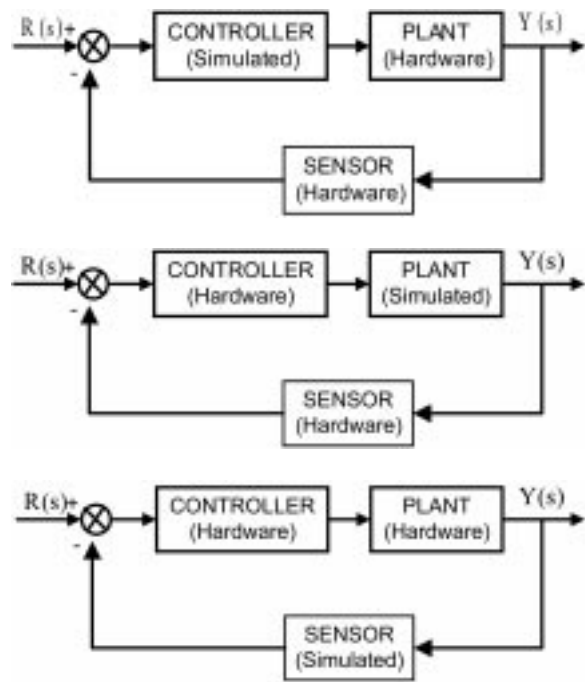 R(s)+ CONTROLLER PLANT Y(s)
(Simulated) (Hardware)
-
SENSOR
(Hardware)
R(s)+ CONTROLLER PLANT Y(s)
(Hardware) (Simulated)
-
SENSOR
(Hardware)
R(s)+ CONTROLLER PLANT Y(s)
(Hardware) (Hardware)
-
SENSOR
(Simulated)